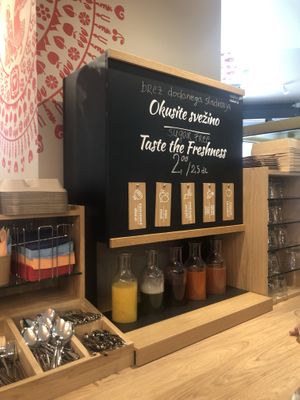 brez dodanega sladkorja
Okusite svežino
SUGAR FREE
Taste the Freshness
2,00 / 2,5 dL